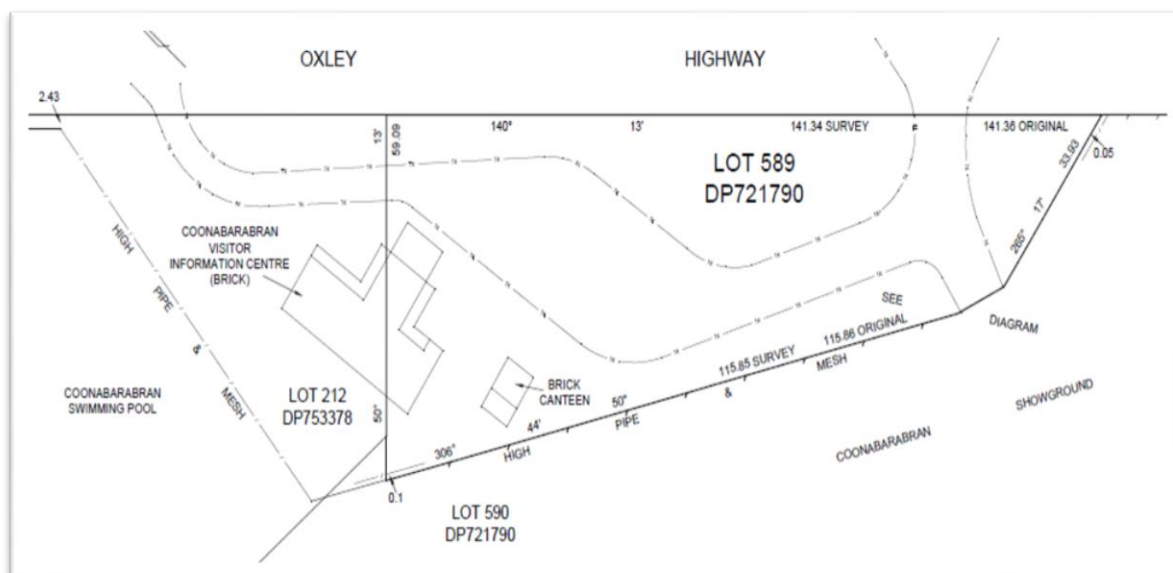 OXLEY HIGHWAY
2.43
13'
59.09
140°
13'
141.34 SURVEY
141.36 ORIGINAL
LOT 589
DP721790
33.93
0.05
17'
265°
HIGH
PIPE
&
MESH
COONABARABRAN
VISITOR
INFORMATION CENTRE
(BRICK)
SEE
DIAGRAM
115.86 ORIGINAL
115.85 SURVEY
MESH
&
PIPE
HIGH
COONABARABRAN
SWIMMING POOL
LOT 212
DP753378
50°
BRICK
CANTEEN
50"
44'
306°
SHOWGROUND
COONABARABRAN
0.1
LOT 590
DP721790